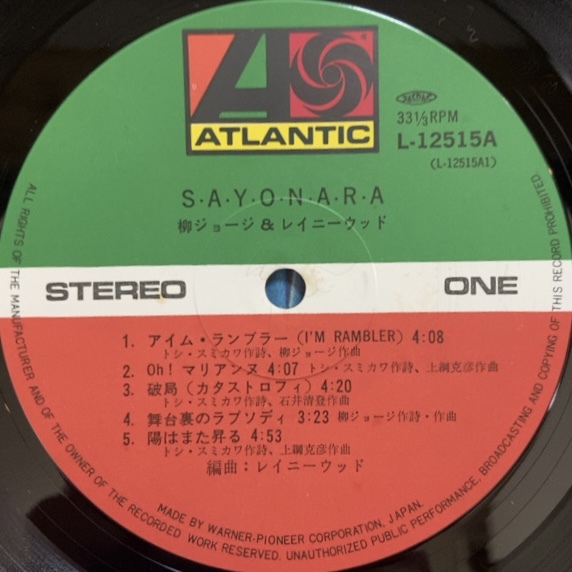 ATLANTIC
33 1/3 RPM
L-12515A
(L-12515A1)
S·A·Y·O·N·A·R·A
柳ジョージ & レイニーウッド
STEREO
ONE
1. アイム・ランブラー (I'M RAMBLER) 4:08
トシ・スミカワ作詩、柳ジョージ作曲
2. Oh! マリアンヌ 4:07 トシ・スミカワ作詩、上綱克彦作曲
3. 破局 (カタストロフィ) 4:20
トシ・スミカワ作詩、石井清登作曲
4. 舞台裏のラブソディ 3:23 柳ジョージ作詩・作曲
5. 陽はまた昇る 4:53
トシ・スミカワ作詩、上綱克彦作曲
編曲：レイニーウッド
MADE BY WARNER-PIONEER CORPORATION, JAPAN.
ALL RIGHTS OF THE MANUFACTURER AND OF THE OWNER OF THE RECORDED WORK RESERVED. UNAUTHORIZED PUBLIC PERFORMANCE, BROADCASTING AND COPYING OF THIS RECORD PROHIBITED.